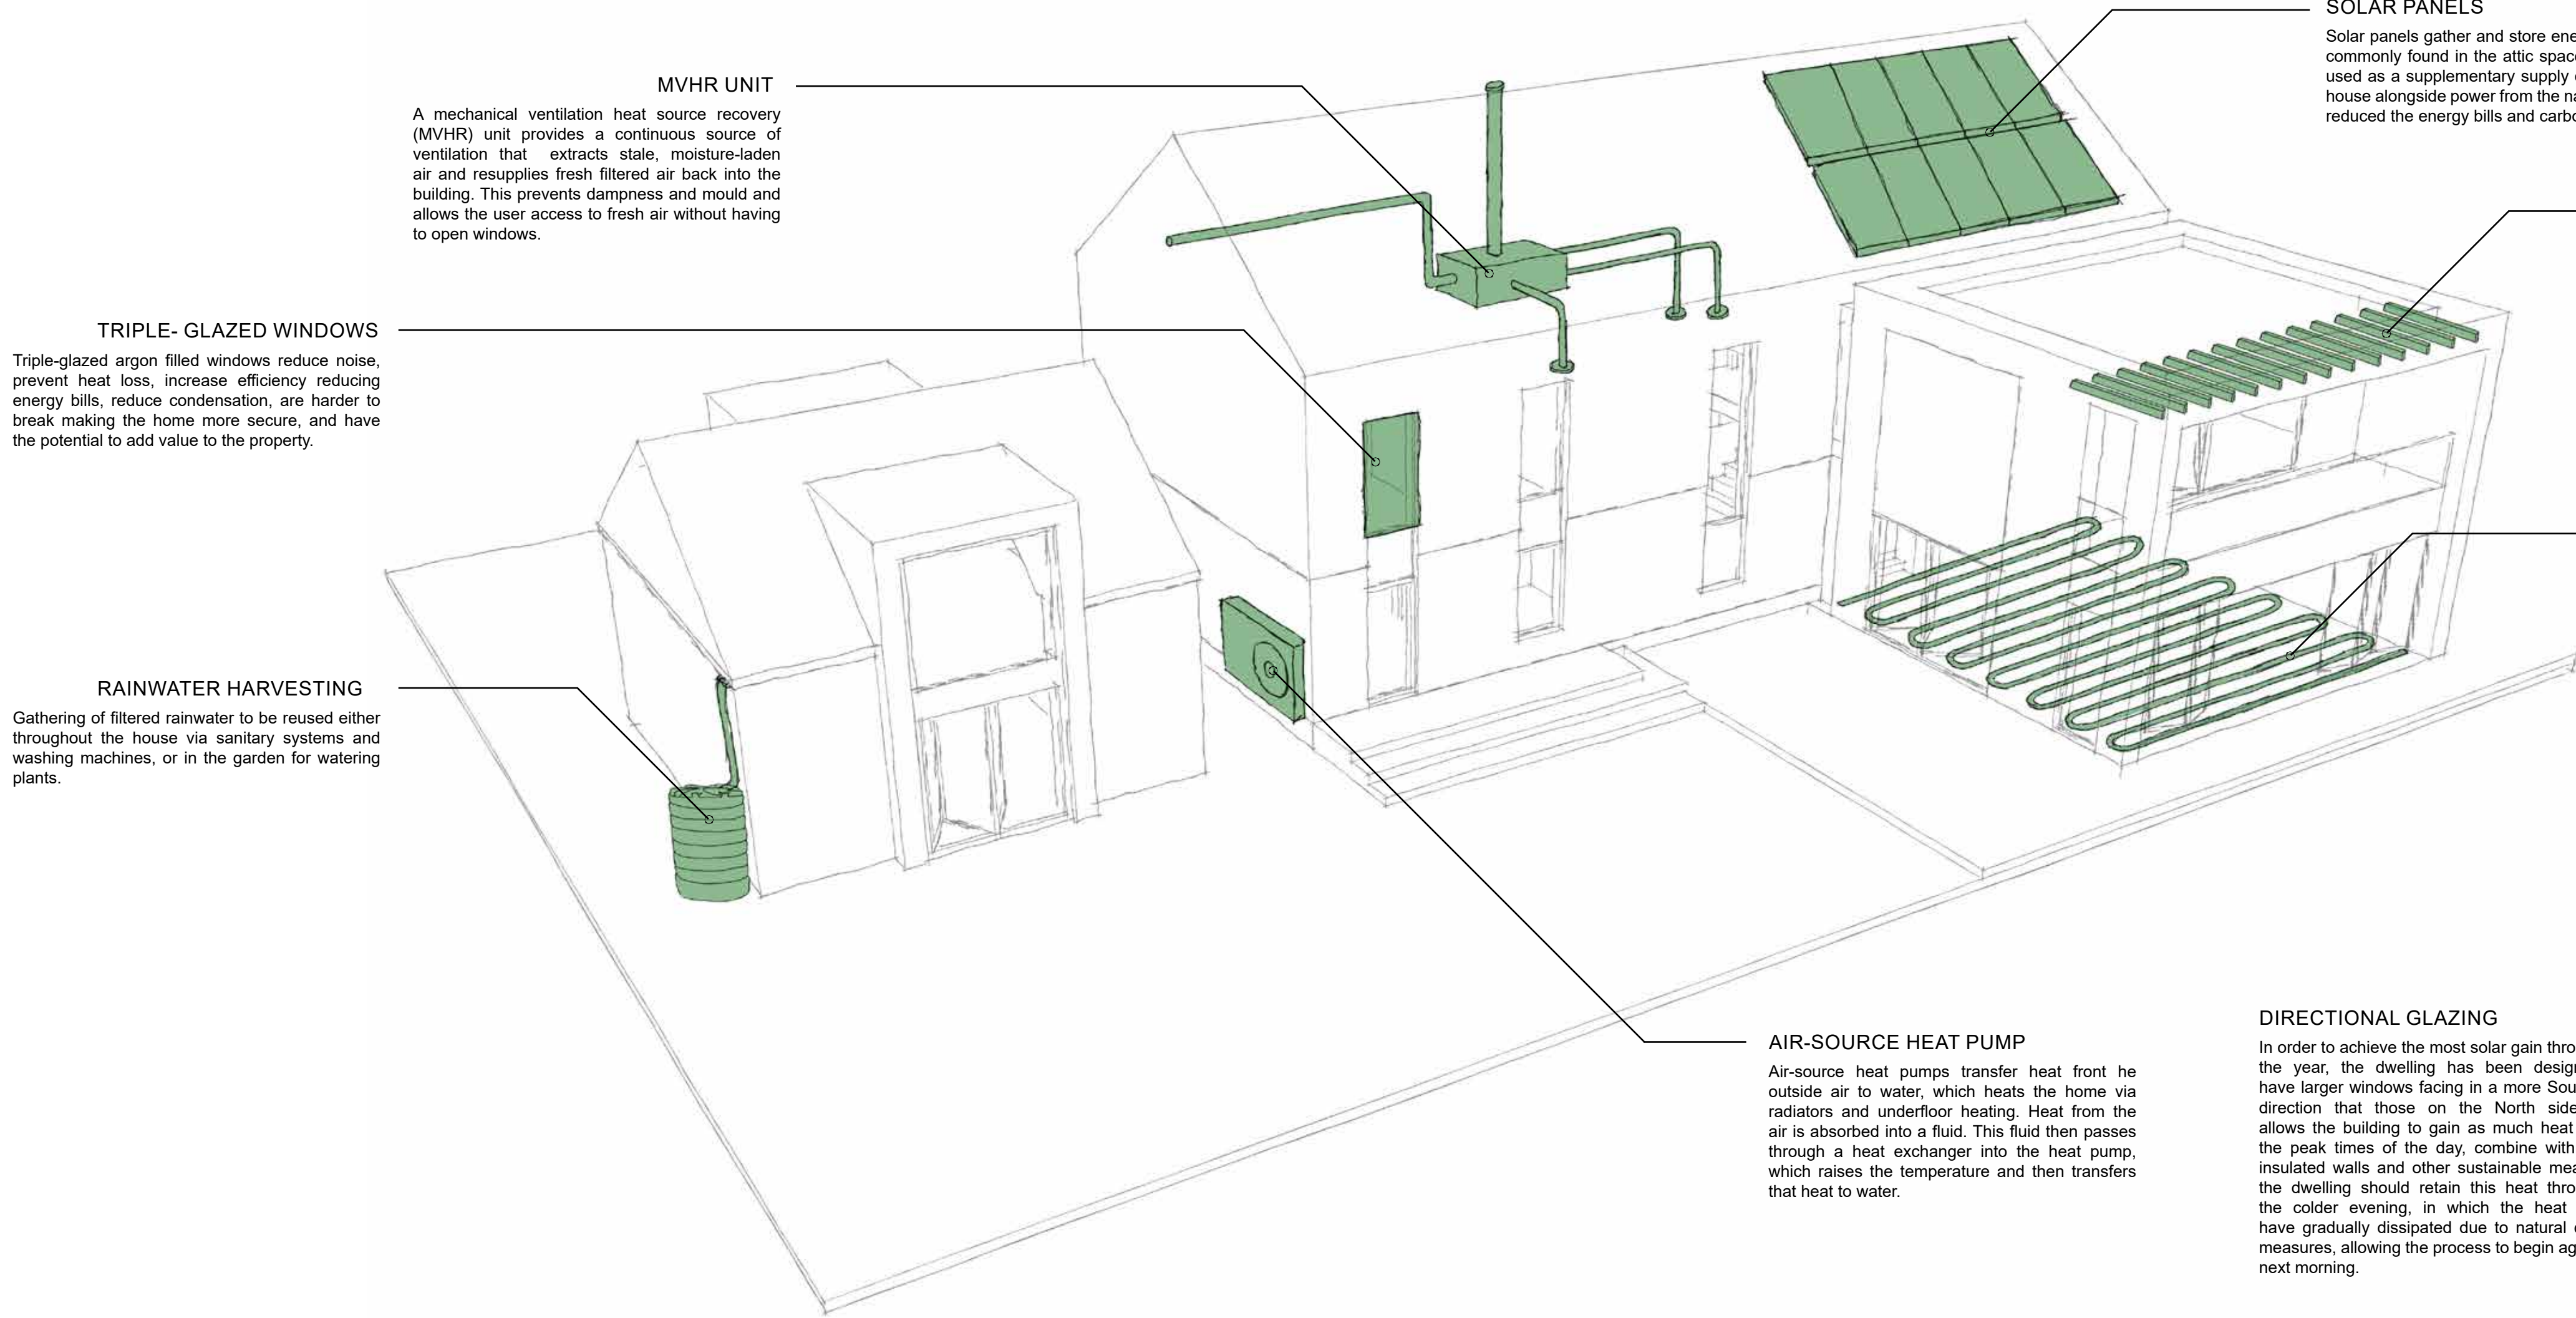 SOLAR PANELS
Solar panels gather and store
commonly found in the attic
used as a supplementary supply
house alongside power from the
reduced the energy bills and
MVHR UNIT
A mechanical ventilation heat source recovery
(MVHR) unit provides a continuous source of
ventilation that extracts stale, moisture-laden
air and resupplies fresh filtered air back into the
building. This prevents dampness and mould and
allows the user access to fresh air without having
to open windows.
TRIPLE- GLAZED WINDOWS
Triple-glazed argon filled windows reduce noise,
prevent heat loss, increase efficiency reducing
energy bills, reduce condensation, are harder to
break making the home more secure, and have
the potential to add value to the property.
RAINWATER HARVESTING
Gathering of filtered rainwater to be reused either
throughout the house via sanitary systems and
washing machines, or in the garden for watering
plants.
AIR-SOURCE HEAT PUMP
Air-source heat pumps transfer heat front he
outside air to water, which heats the home via
radiators and underfloor heating. Heat from the
air is absorbed into a fluid. This fluid then passes
through a heat exchanger into the heat pump,
which raises the temperature and then transfers
that heat to water.
DIRECTIONAL GLAZING
In order to achieve the most solar gain
the year, the dwelling has been
have larger windows facing in a more
direction that those on the North
allows the building to gain as much heat
the peak times of the day, combine with
insulated walls and other sustainable
the dwelling should retain this heat
the colder evening, in which the heat
have gradually dissipated due to natural
measures, allowing the process to begin
next morning.